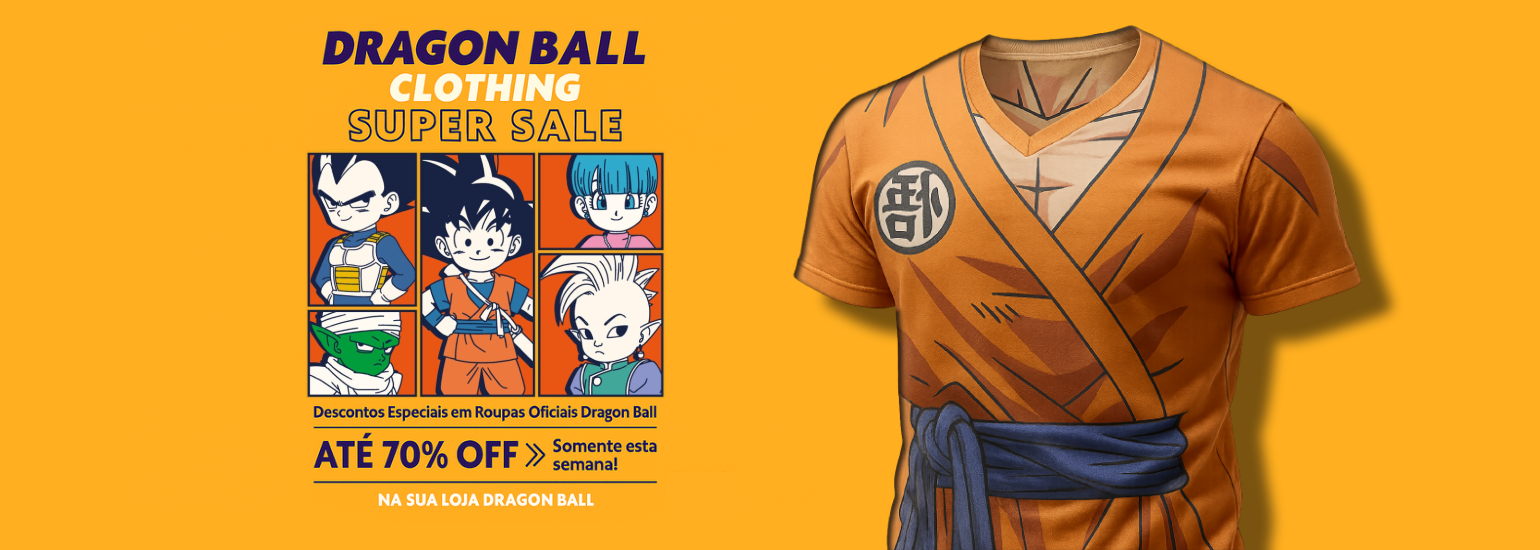 DRAGON BALL
CLOTHING
SUPER SALE
Descontos Especiais em Roupas Oficiais Dragon Ball
ATÉ 70% OFF
Somente esta
semana!
NA SUA LOJA DRAGON BALL